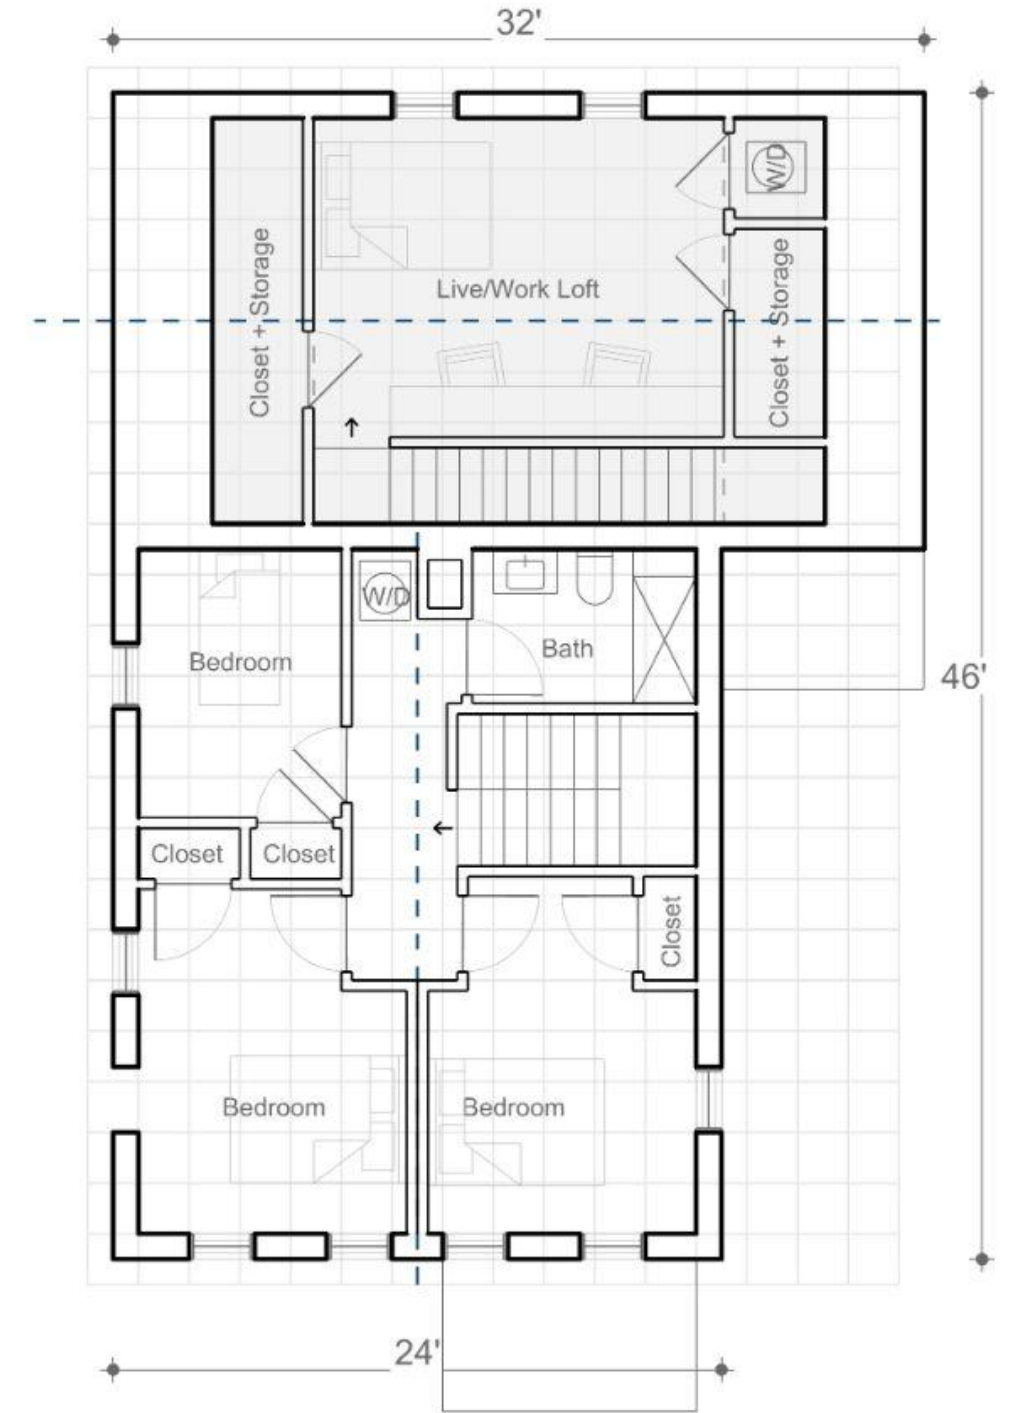 32'
W/D
Closet + Storage
Live/Work Loft
Closet + Storage
W/D
Bath
Bedroom
46'
Closet
Closet
Closet
Bedroom
Bedroom
24'